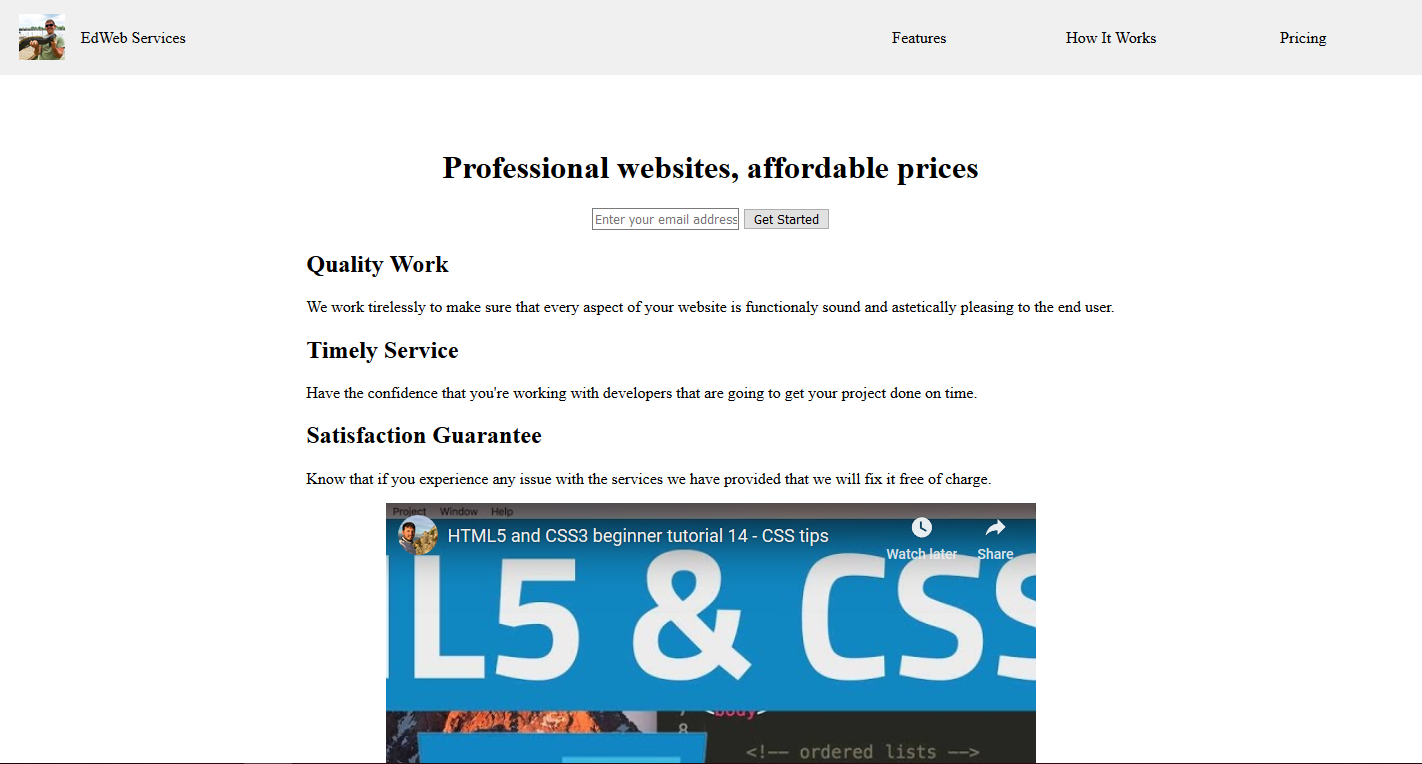 EdWeb Services
Features
How It Works
Pricing
Professional websites, affordable prices
Enter your email address
Get Started
Quality Work
We work tirelessly to make sure that every aspect of your website is functionaly sound and astetically pleasing to the end user.
Timely Service
Have the confidence that you're working with developers that are going to get your project done on time.
Satisfaction Guarantee
Know that if you experience any issue with the services we have provided that we will fix it free of charge.
Project Window Help
HTML5 and CSS3 beginner tutorial 14 - CSS tips
Watch later
Share
L5 & CSS
8 <body>
<!-- ordered lists -->